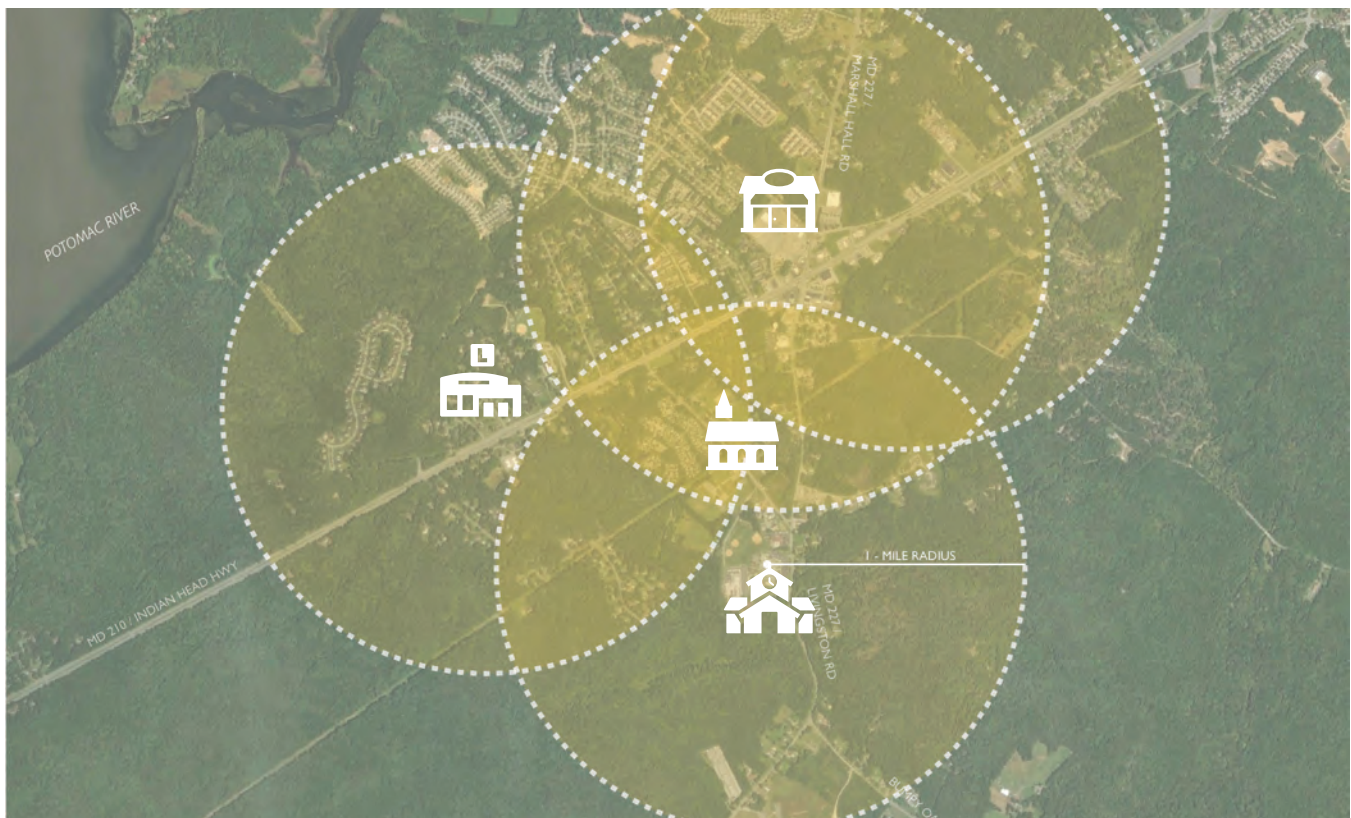 MD 227 /
MARSHALL HALL RD
POTOMAC RIVER
L
1 - MILE RADIUS
MD 210 / INDIAN HEAD HWY
MD 227 /
LIVINGSTON RD
BUMPY